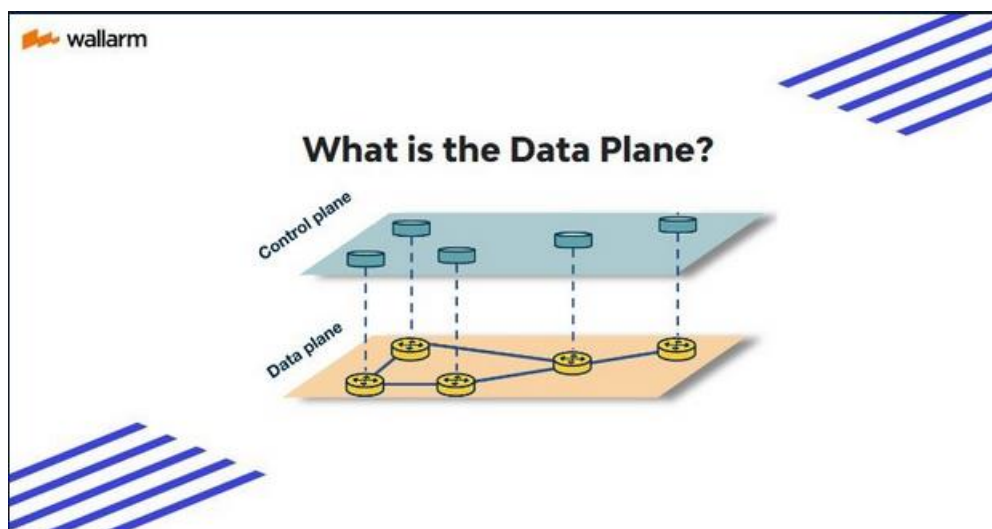 wallarm
What is the Data Plane?
Control plane
Data plane